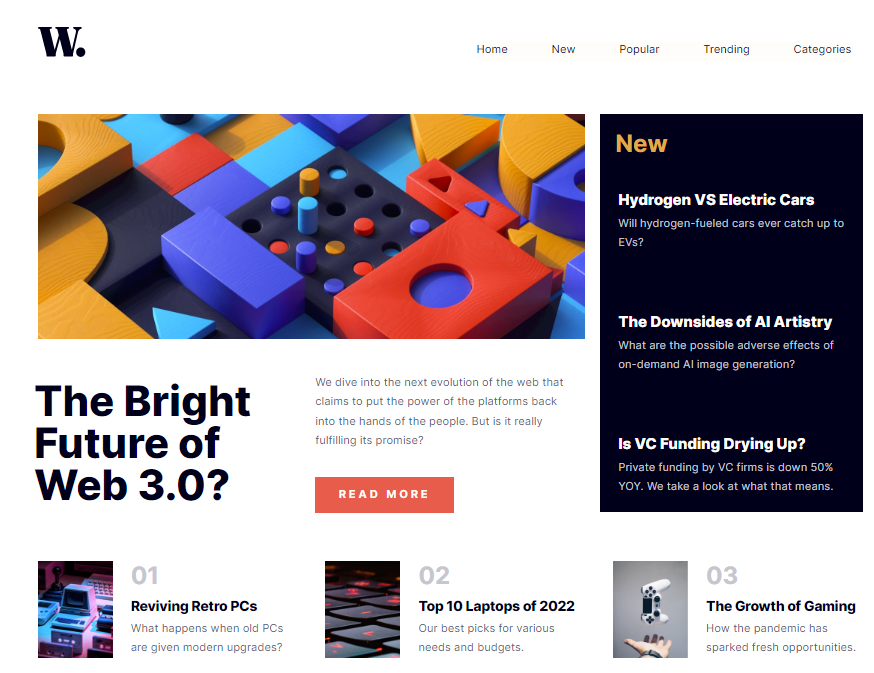 W.
Home
New
Popular
Trending
Categories
New
Hydrogen VS Electric Cars
Will hydrogen-fueled cars ever catch up to
EVs?
The Downsides of AI Artistry
What are the possible adverse effects of
on-demand AI image generation?
Is VC Funding Drying Up?
Private funding by VC firms is down 50%
YOY. We take a look at what that means.
The Bright
Future of
Web 3.0?
We dive into the next evolution of the web that
claims to put the power of the platforms back
into the hands of the people. But is it really
fulfilling its promise?
READ MORE
01
Reviving Retro PCs
What happens when old PCs
are given modern upgrades?
02
Top 10 Laptops of 2022
Our best picks for various
needs and budgets.
03
The Growth of Gaming
How the pandemic has
sparked fresh opportunities.